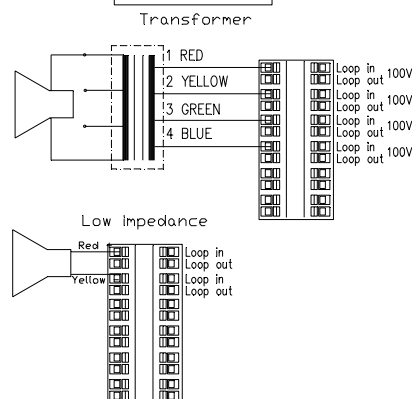 Transformer
1 RED
2 YELLOW
3 GREEN
4 BLUE
Loop in
Loop out
100V
Loop in
Loop out
100V
Loop in
Loop out
100V
Loop in
Loop out
100V
Low Impedance
Red
Yellow
Loop in
Loop out
Loop in
Loop out